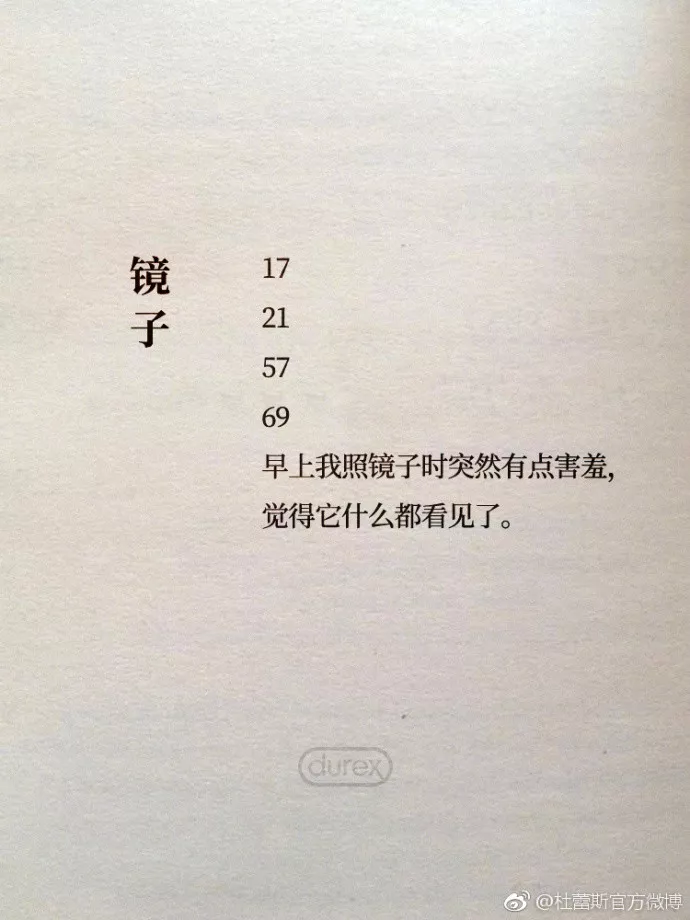 镜子
17
21
57
69
早上我照镜子时突然有点害羞,
觉得它什么都看见了。
durex
@杜蕾斯官方微博